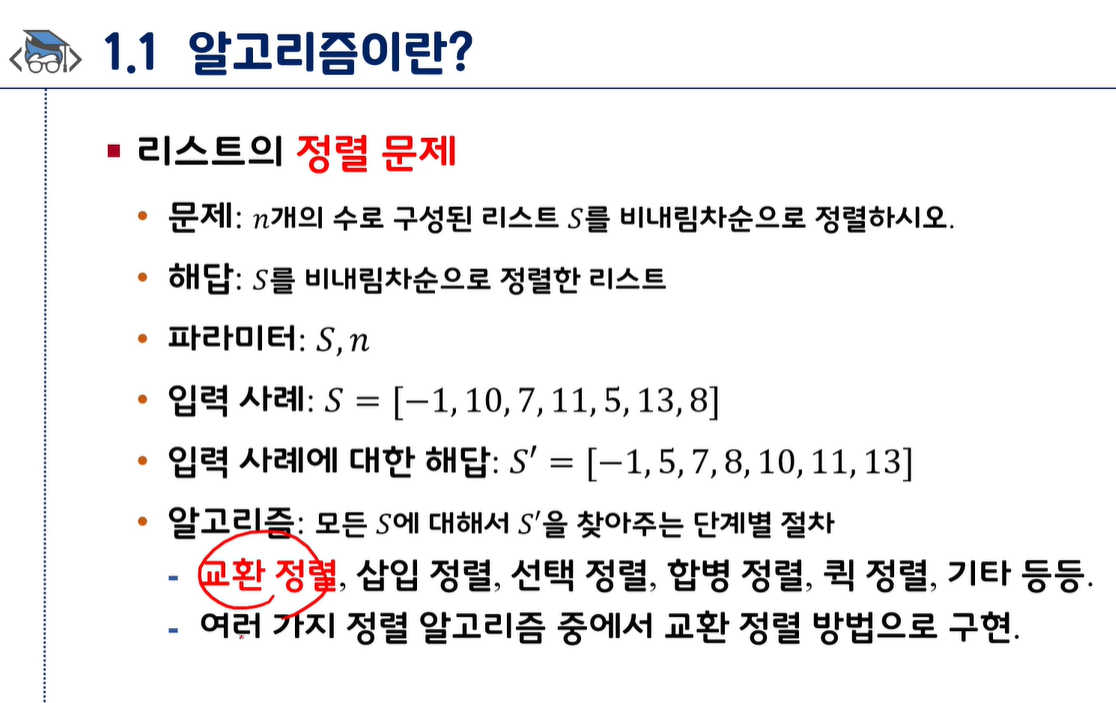 1.1 알고리즘이란?
▪ 리스트의 정렬 문제
• 문제: n개의 수로 구성된 리스트 S를 비내림차순으로 정렬하시오.
• 해답: S를 비내림차순으로 정렬한 리스트
• 파라미터: S, n
• 입력 사례: S = [−1, 10, 7, 11, 5, 13, 8]
• 입력 사례에 대한 해답: S′ = [−1, 5, 7, 8, 10, 11, 13]
• 알고리즘: 모든 S에 대해서 S′을 찾아주는 단계별 절차
- 교환 정렬, 삽입 정렬, 선택 정렬, 합병 정렬, 퀵 정렬, 기타 등등.
- 여러 가지 정렬 알고리즘 중에서 교환 정렬 방법으로 구현.